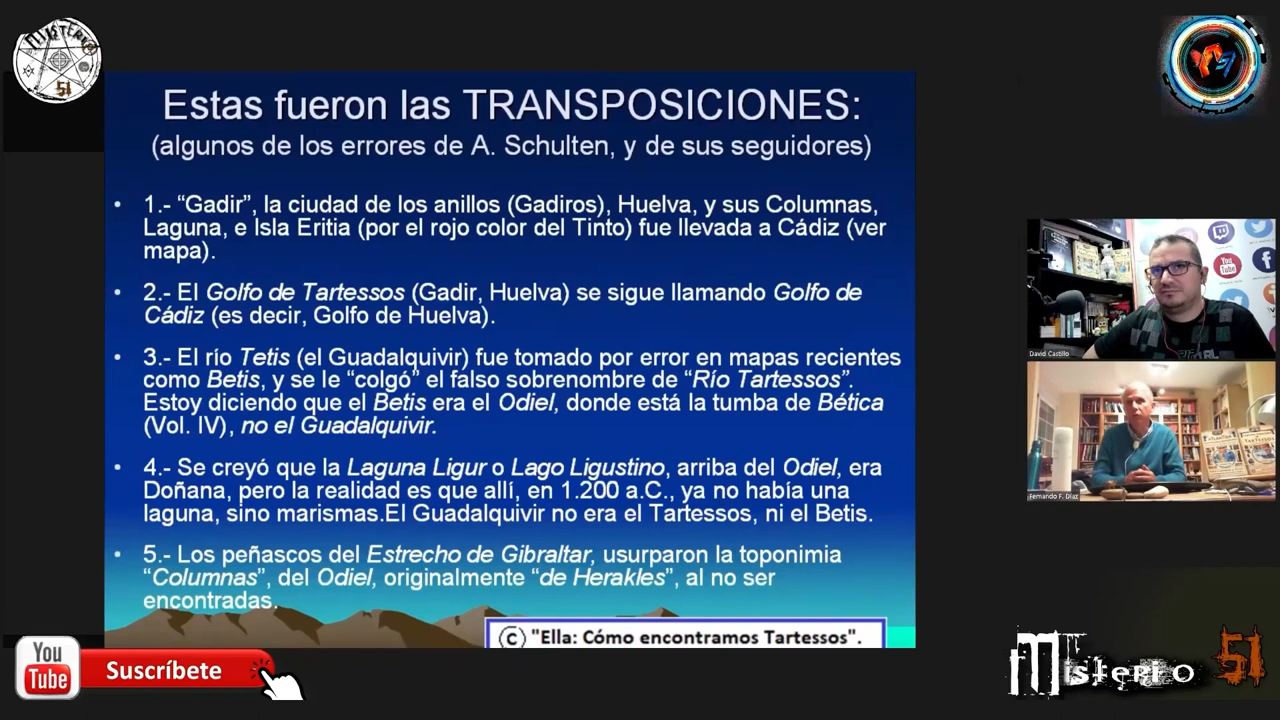 MISTERIO
51
Estas fueron las TRANSPOSICIONES:
(algunos de los errores de A. Schulten, y de sus seguidores)
• 1.- “Gadir”, la ciudad de los anillos (Gadiros), Huelva, y sus Columnas,
Laguna, e Isla Eritia (por el rojo color del Tinto) fue llevada a Cádiz (ver
mapa).
• 2.- El Golfo de Tartessos (Gadir, Huelva) se sigue llamando Golfo de
Cádiz (es decir, Golfo de Huelva).
• 3.- El río Tetis (el Guadalquivir) fue tomado por error en mapas recientes
como Betis, y se le “colgó” el falso sobrenombre de “Río Tartessos”.
Estoy diciendo que el Betis era el Odiel, donde está la tumba de Bética
(Vol. IV), no el Guadalquivir.
• 4.- Se creyó que la Laguna Ligur o Lago Ligustino, arriba del Odiel, era
Doñana, pero la realidad es que allí, en 1.200 a.C., ya no había una
laguna, sino marismas.El Guadalquivir no era el Tartessos, ni el Betis.
• 5.- Los peñascos del Estrecho de Gibraltar, usurparon la toponimia
“Columnas”, del Odiel, originalmente “de Herakles”, al no ser
encontradas.
© "Ella: Cómo encontramos Tartessos".
You
Tube
David Castillo
ATLANTIDA
TARTESSOS
Fernando F. Díaz
You
Tube
Suscríbete
Misterio
51